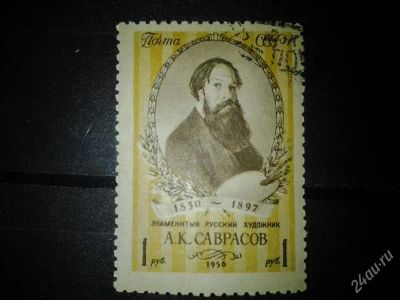 Почта СССР
1830 ~ 1897
ЗНАМЕНИТЫЙ РУССКИЙ ХУДОЖНИК
А.К. САВРАСОВ
1 руб. 1956 1 руб.
24au.ru